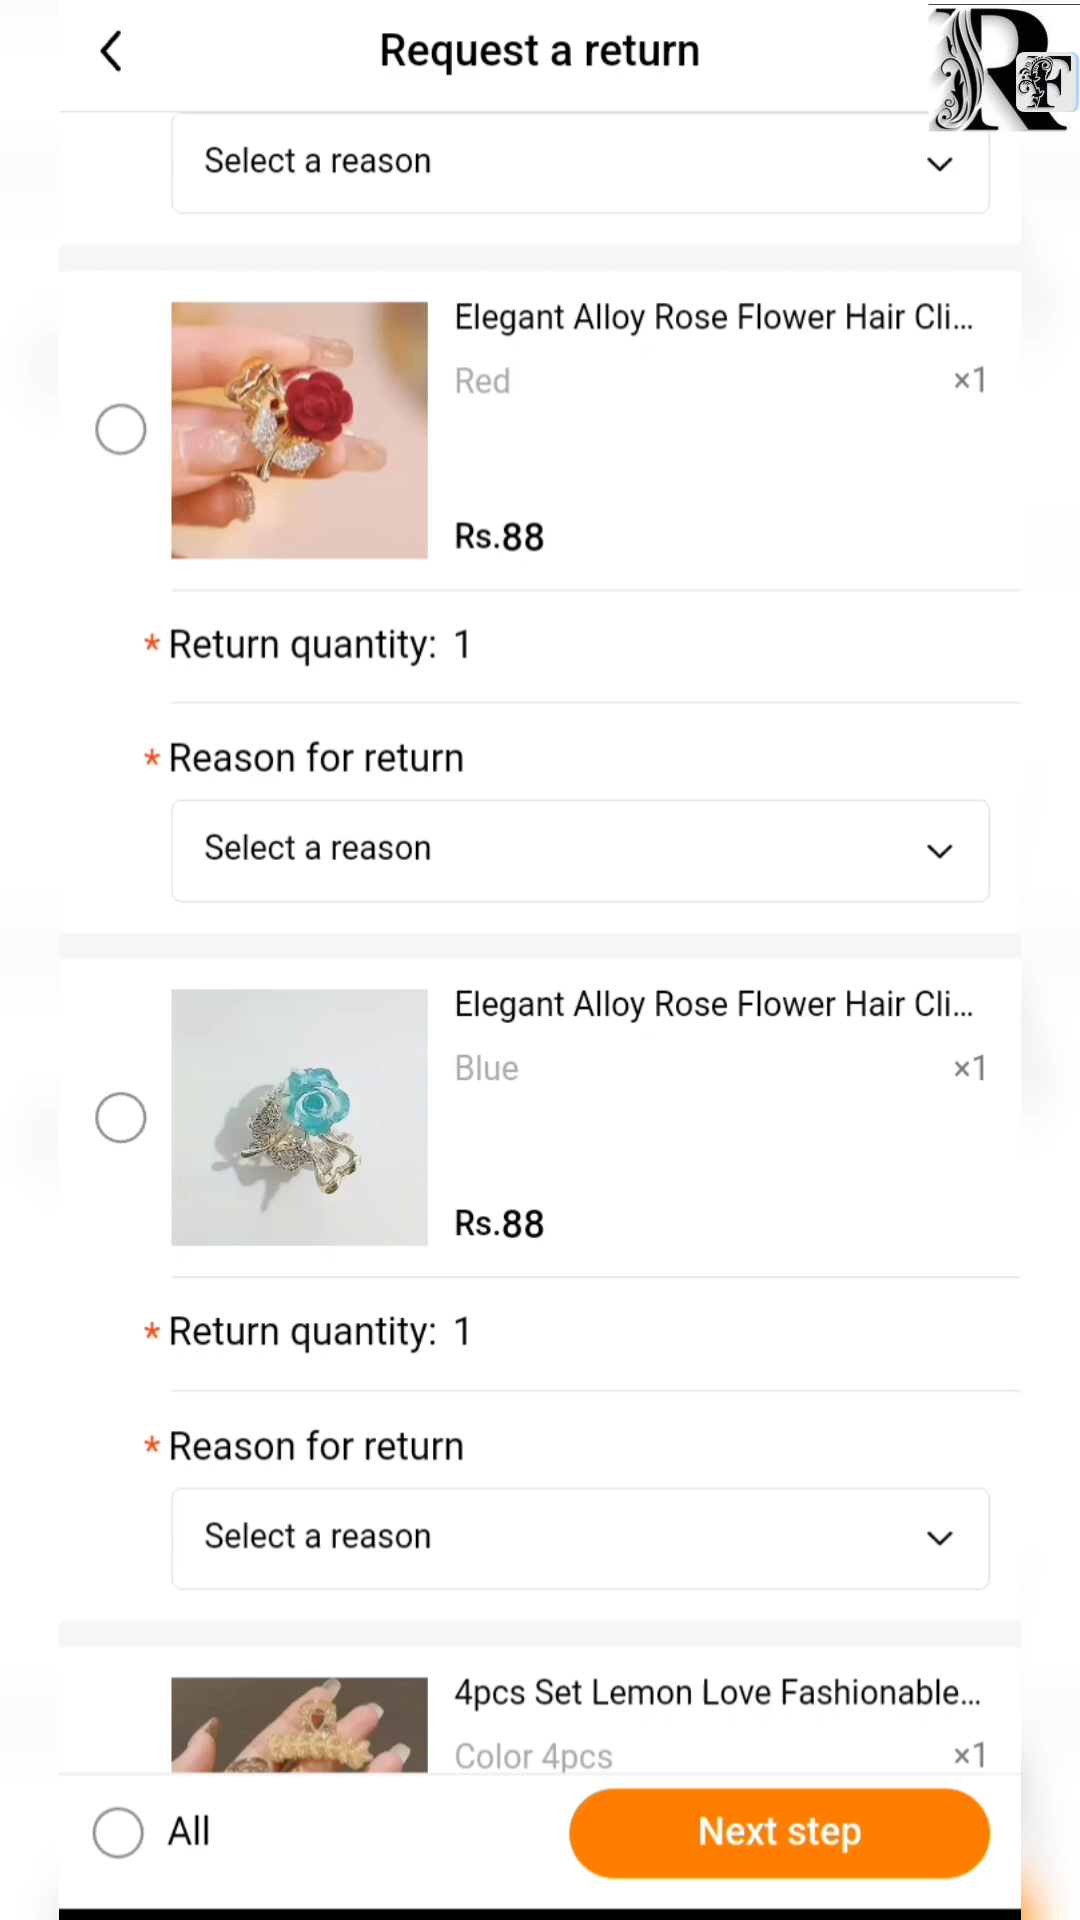 Request a return
R
F
Select a reason
Elegant Alloy Rose Flower Hair Cli...
Red
×1
Rs.88
* Return quantity: 1
* Reason for return
Select a reason
Elegant Alloy Rose Flower Hair Cli...
Blue
×1
Rs.88
* Return quantity: 1
* Reason for return
Select a reason
4pcs Set Lemon Love Fashionable...
Color 4pcs
×1
All
Next step